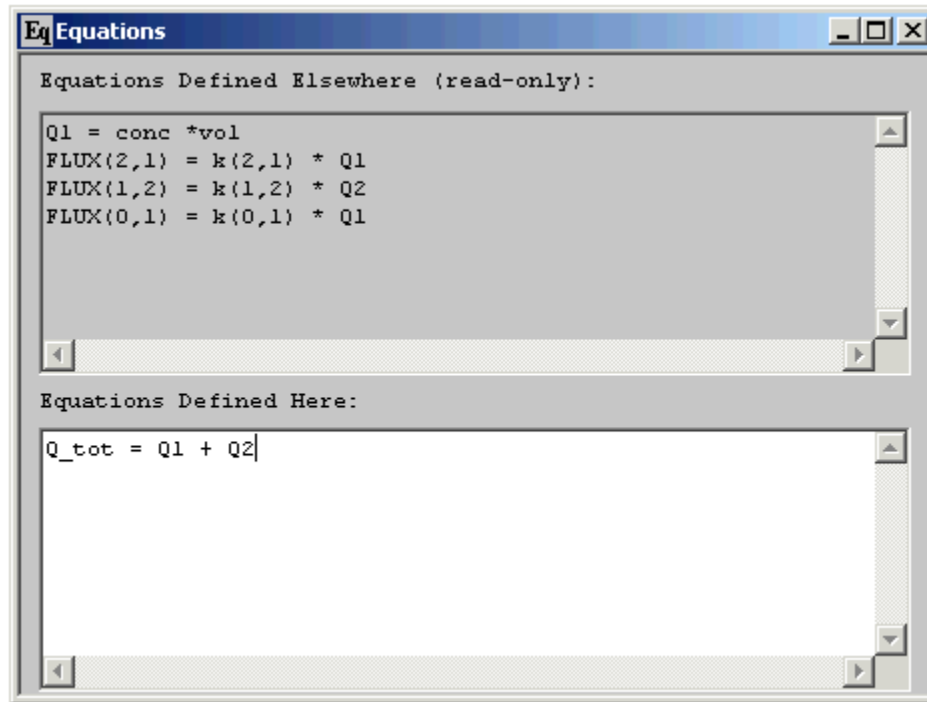 Eq Equations
Equations Defined Elsewhere (read-only):
Q1 = conc *vol
FLUX(2,1) = k(2,1) * Q1
FLUX(1,2) = k(1,2) * Q2
FLUX(0,1) = k(0,1) * Q1
Equations Defined Here:
Q_tot = Q1 + Q2